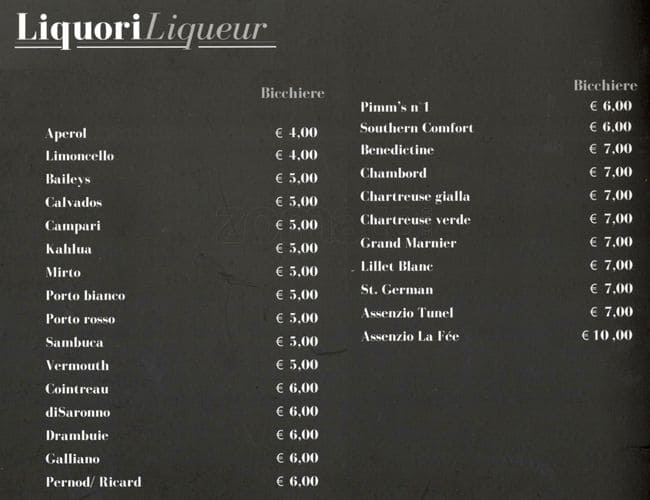 Liquori Liqueur
Bicchiere
Aperol € 4,00
Limoncello € 4,00
Baileys € 5,00
Calvados € 5,00
Campari € 5,00
Kahlua € 5,00
Mirto € 5,00
Porto bianco € 5,00
Porto rosso € 5,00
Sambuca € 5,00
Vermouth € 5,00
Cointreau € 6,00
diSaronno € 6,00
Drambuie € 6,00
Galliano € 6,00
Pernod/ Ricard € 6,00
Bicchiere
Pimm's n°1 € 6,00
Southern Comfort € 6,00
Benedictine € 7,00
Chambord € 7,00
Chartreuse gialla € 7,00
Chartreuse verde € 7,00
Grand Marnier € 7,00
Lillet Blanc € 7,00
St. German € 7,00
Assenzio Tunel € 7,00
Assenzio La Fée € 10 ,00